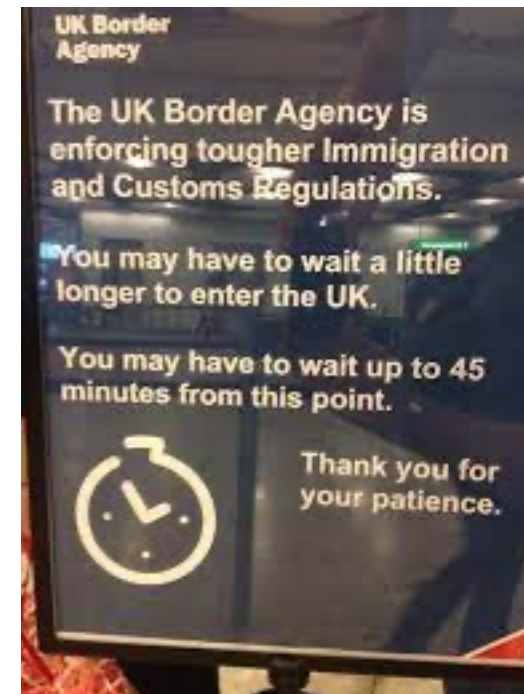 UK Border
Agency
The UK Border Agency is
enforcing tougher Immigration
and Customs Regulations.
You may have to wait a little
longer to enter the UK.
You may have to wait up to 45
minutes from this point.
Thank you for
your patience.